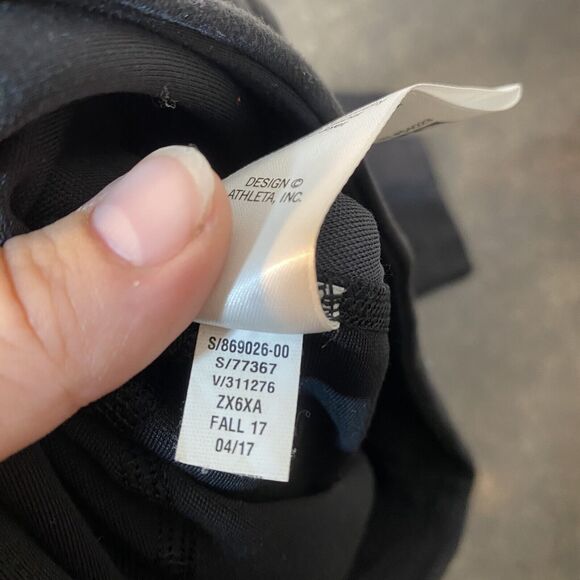 DESIGN ©
ATHLETA, INC.
S/869026-00
S/77367
V/311276
ZX6XA
FALL 17
04/17